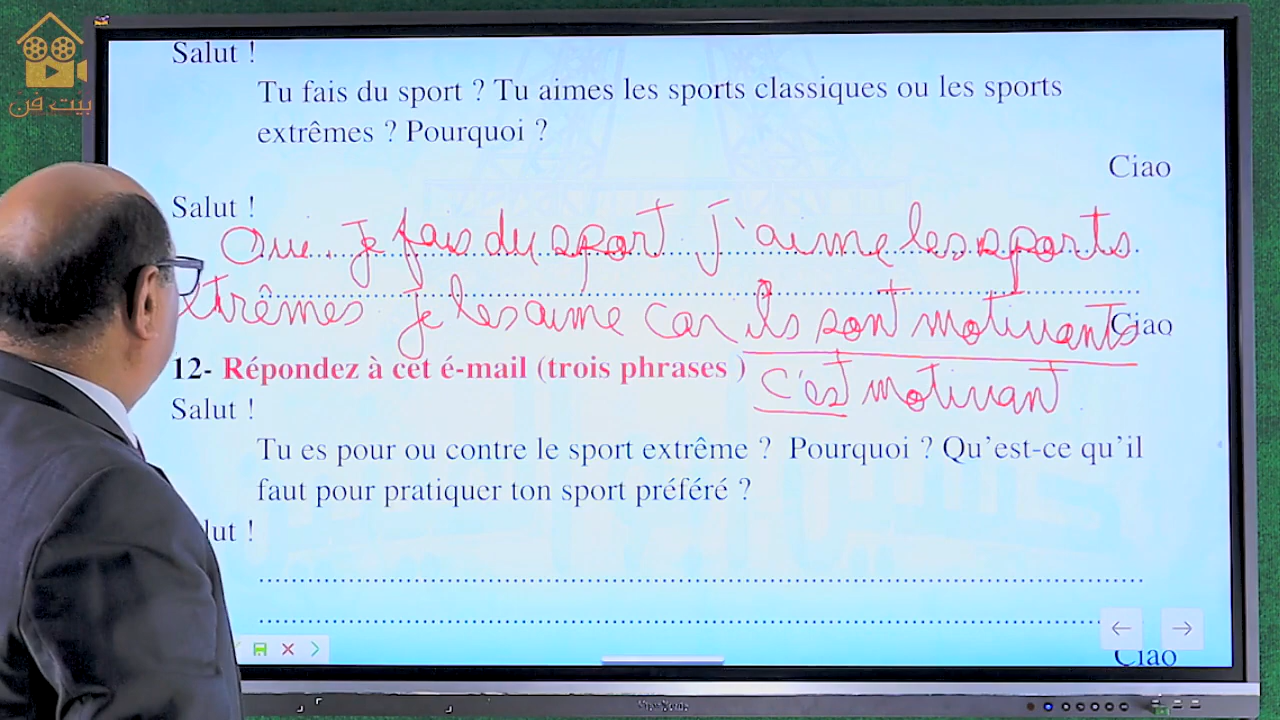 بيت فن
Salut !
Tu fais du sport ? Tu aimes les sports classiques ou les sports
extrêmes ? Pourquoi ?
Ciao
Salut !
Oui. Je fais du sport. J'aime les sports
xtrêmes je les aime car ils sont motivants
Ciao
12- Répondez à cet é-mail (trois phrases )
c'est motivant
Salut !
Tu es pour ou contre le sport extrême ? Pourquoi ? Qu'est-ce qu'il
faut pour pratiquer ton sport préféré ?
lut !
Ciao